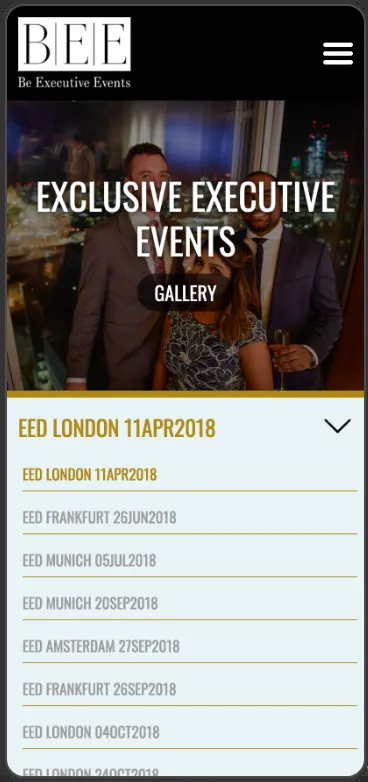 BEE
Be Executive Events
EXCLUSIVE EXECUTIVE
EVENTS
GALLERY
EED LONDON 11APR2018
EED LONDON 11APR2018
EED FRANKFURT 26JUN2018
EED MUNICH 05JUL2018
EED MUNICH 20SEP2018
EED AMSTERDAM 27SEP2018
EED FRANKFURT 26SEP2018
EED LONDON 04OCT2018
EED LONDON 24OCT2018